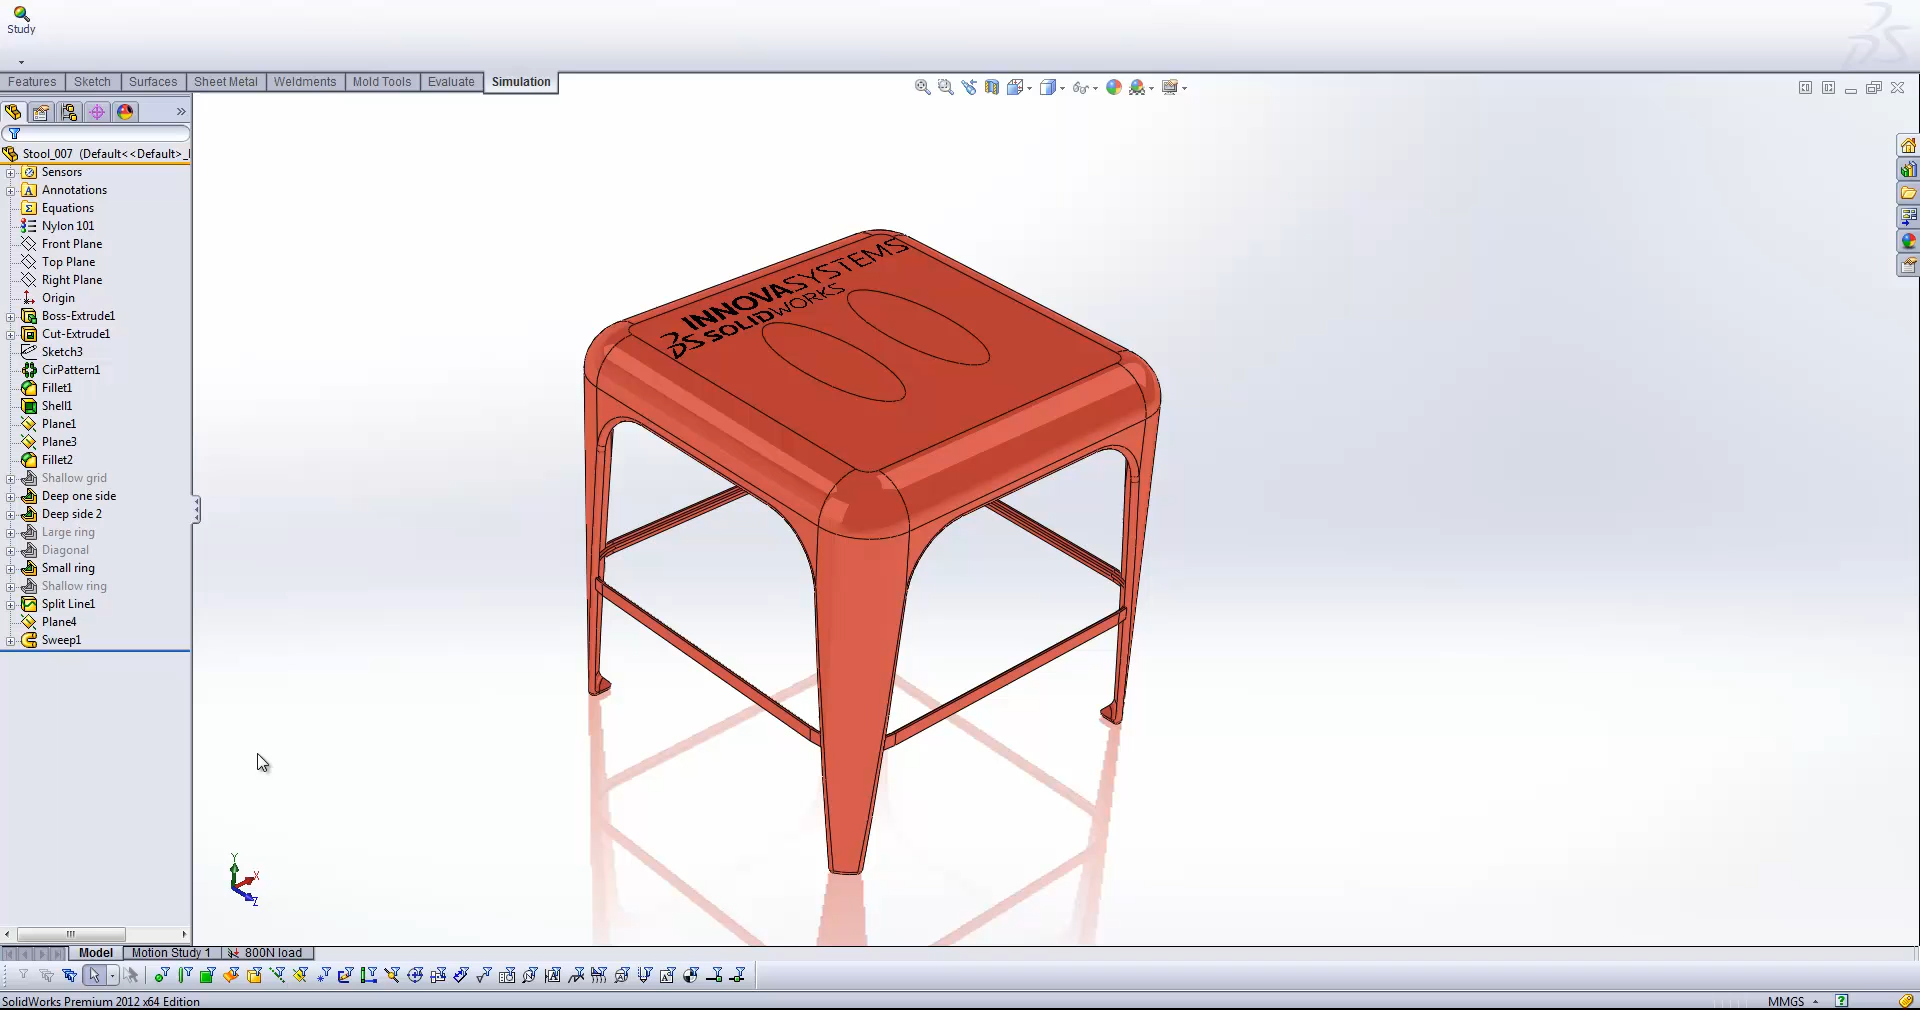 Study
Features
Sketch
Surfaces
Sheet Metal
Weldments
Mold Tools
Evaluate
Simulation
Stool_007 (Default<<Default>_
Sensors
Annotations
Equations
Nylon 101
Front Plane
Top Plane
Right Plane
Origin
Boss-Extrude1
Cut-Extrude1
Sketch3
CirPattern1
Fillet1
Shell1
Plane1
Plane3
Fillet2
Shallow grid
Deep one side
Deep side 2
Large ring
Diagonal
Small ring
Shallow ring
Split Line1
Plane4
Sweep1
INNOVASYSTEMS
DS SOLIDWORKS
Y
X
Z
Model
Motion Study 1
800N load
SolidWorks Premium 2012 x64 Edition
MMGS